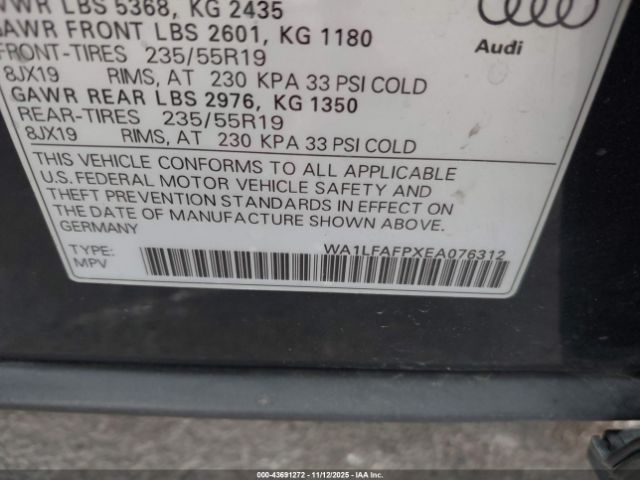 GVWR LBS 5368, KG 2435
GAWR FRONT LBS 2601, KG 1180
FRONT-TIRES 235/55R19
8JX19 RIMS, AT 230 KPA 33 PSI COLD
GAWR REAR LBS 2976, KG 1350
REAR-TIRES 235/55R19
8JX19 RIMS, AT 230 KPA 33 PSI COLD
Audi
THIS VEHICLE CONFORMS TO ALL APPLICABLE
U.S. FEDERAL MOTOR VEHICLE SAFETY AND
THEFT PREVENTION STANDARDS IN EFFECT ON
THE DATE OF MANUFACTURE SHOWN ABOVE.
GERMANY
TYPE: WA1LFAFPXEA076312
MPV
000-43691272 - 11/12/2025 - IAAI.COM